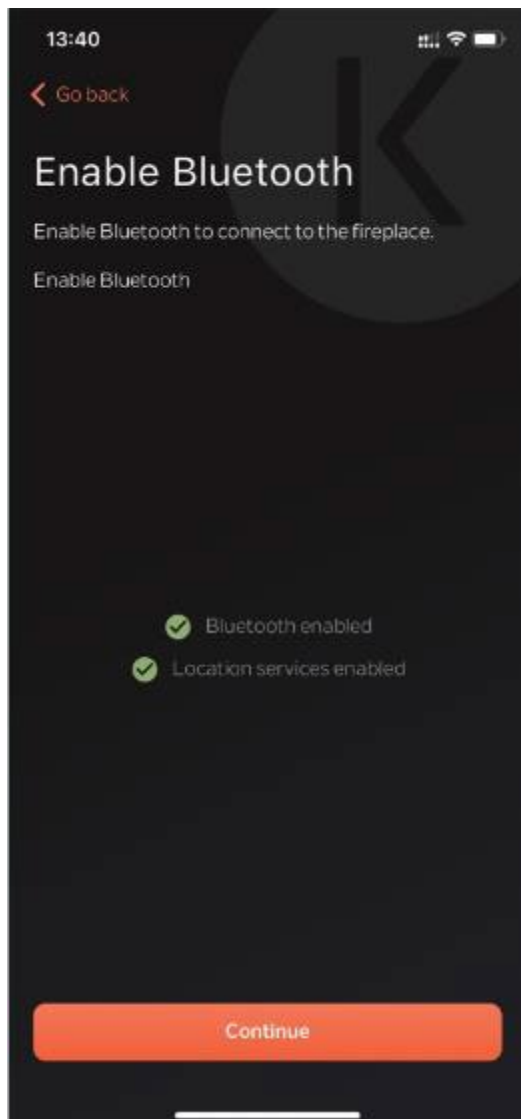 13:40
Go back
Enable Bluetooth
Enable Bluetooth to connect to the fireplace.
Enable Bluetooth
Bluetooth enabled
Location services enabled
Continue